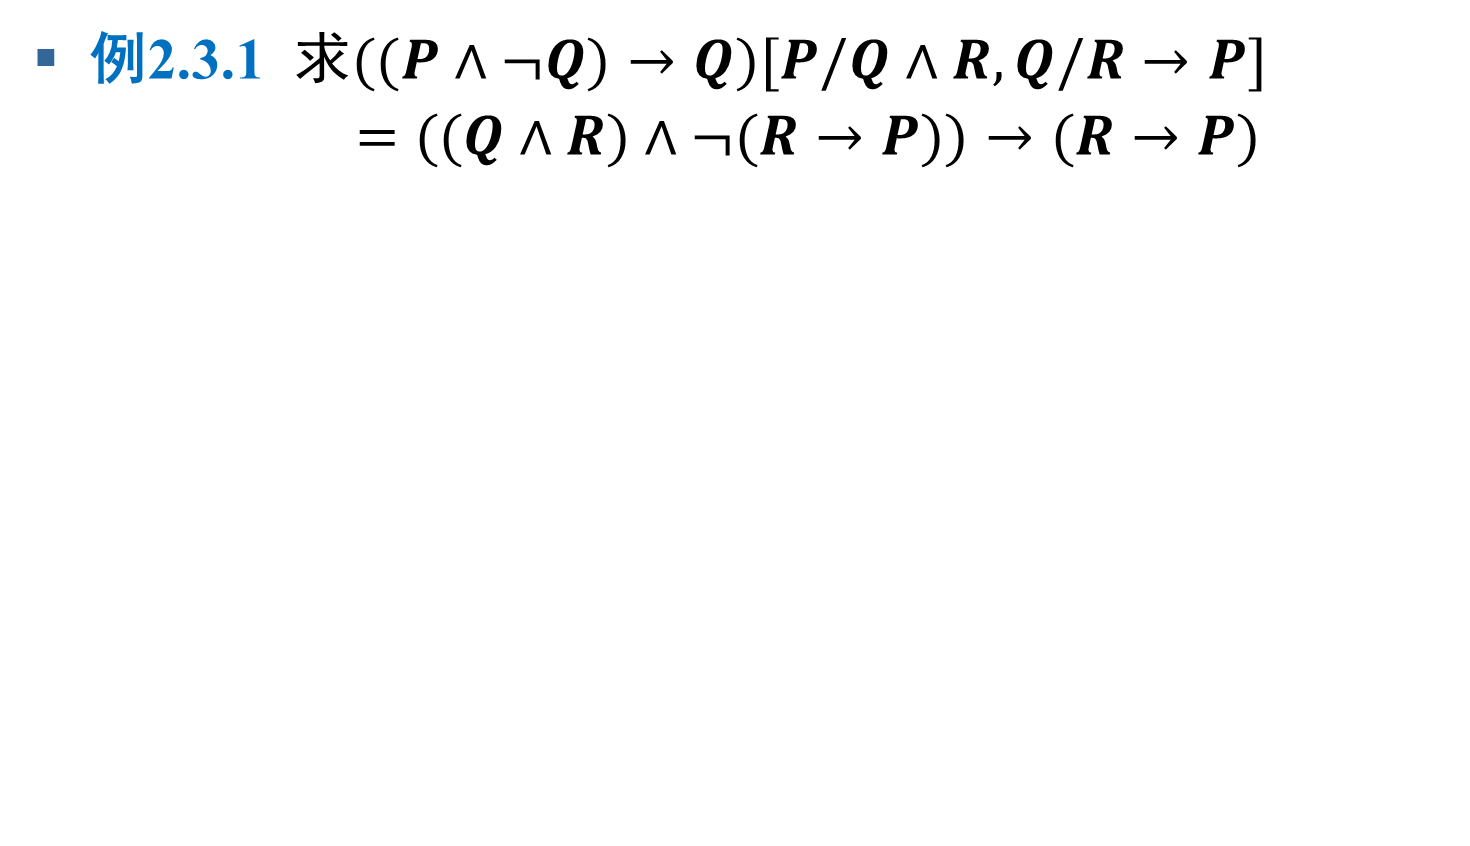 ▪ 例2.3.1 求((P ∧ ¬Q) → Q)[P/Q ∧ R, Q/R → P]
= ((Q ∧ R) ∧ ¬(R → P)) → (R → P)